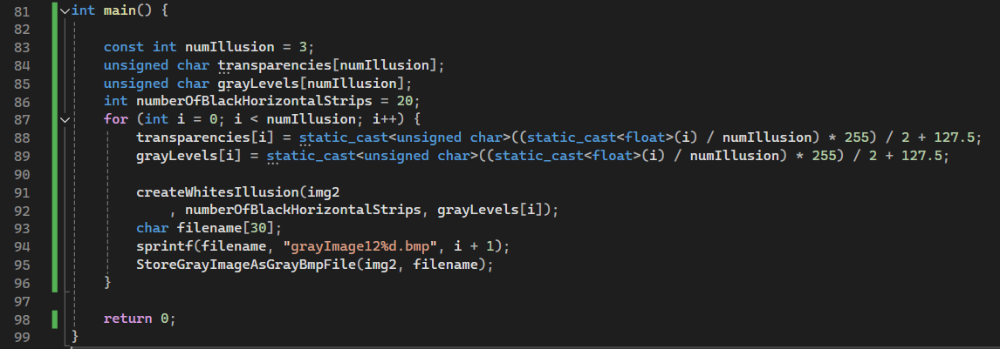 81 int main() {
82
83 const int numIllusion = 3;
84 unsigned char transparencies[numIllusion];
85 unsigned char grayLevels[numIllusion];
86 int numberOfBlackHorizontalStrips = 20;
87 for (int i = 0; i < numIllusion; i++) {
88 transparencies[i] = static_cast<unsigned char>((static_cast<float>(i) / numIllusion) * 255) / 2 + 127.5;
89 grayLevels[i] = static_cast<unsigned char>((static_cast<float>(i) / numIllusion) * 255) / 2 + 127.5;
90
91 createWhitesIllusion(img2
92 , numberOfBlackHorizontalStrips, grayLevels[i]);
93 char filename[30];
94 sprintf(filename, "grayImage12%d.bmp", i + 1);
95 StoreGrayImageAsGrayBmpFile(img2, filename);
96 }
97
98 return 0;
99 }